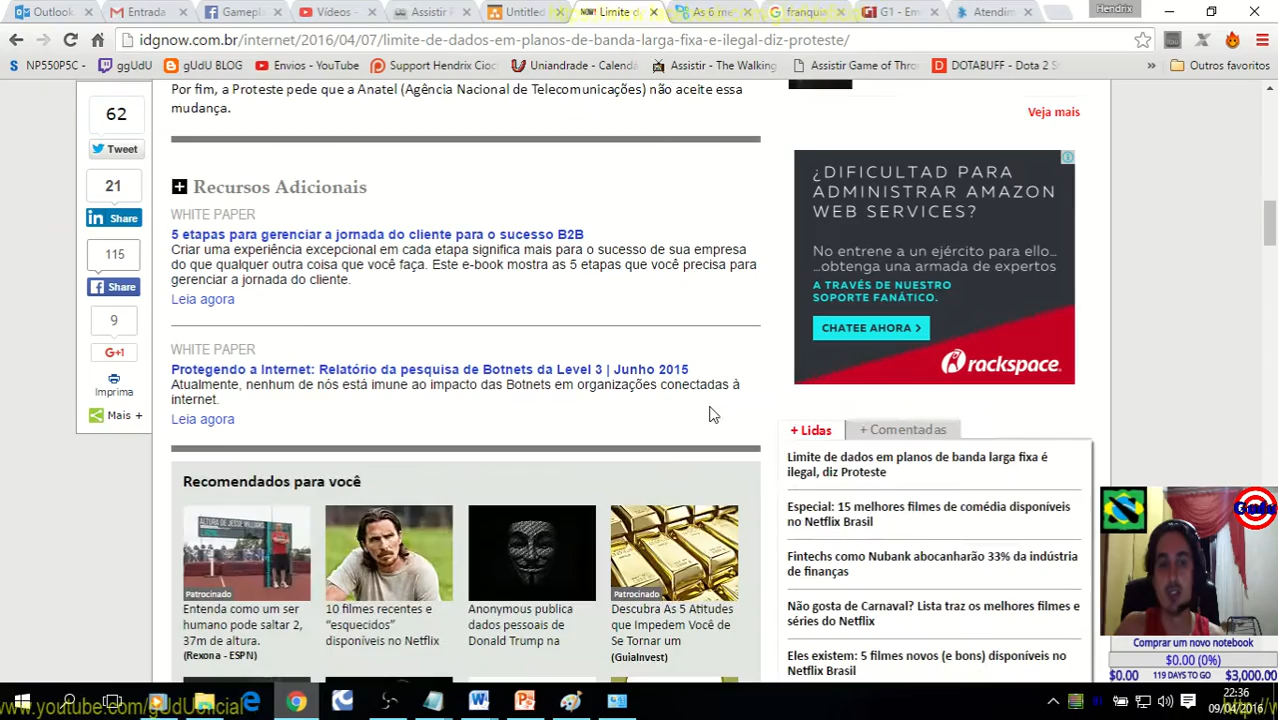 Outlook
Entrada
Gamepla
Vídeos -
Assistir
Untitled
Limite d
As 6 me
franquia
G1 - Em
Atendim
Hendrix
idgnow.com.br/internet/2016/04/07/limite-de-dados-em-planos-de-banda-larga-fixa-e-ilegal-diz-proteste/
NP550P5C -
ggUdU
gUdU BLOG
Envios - YouTube
Support Hendrix Cioc
Uniandrade - Calenda
Assistir - The Walking
Assistir Game of Thro
DOTABUFF - Dota 2 S
»
Outros favoritos
Por fim, a Proteste pede que a Anatel (Agência Nacional de Telecomunicações) não aceite essa
mudança.
62
Tweet
21
in Share
115
Share
9
G+1
Imprima
Mais +
Recursos Adicionais
WHITE PAPER
5 etapas para gerenciar a jornada do cliente para o sucesso B2B
Criar uma experiência excepcional em cada etapa significa mais para o sucesso de sua empresa
do que qualquer outra coisa que você faça. Este e-book mostra as 5 etapas que você precisa para
gerenciar a jornada do cliente.
Leia agora
WHITE PAPER
Protegendo a Internet: Relatório da pesquisa de Botnets da Level 3 | Junho 2015
Atualmente, nenhum de nós está imune ao impacto das Botnets em organizações conectadas à
internet.
Leia agora
Recomendados para você
ALTURA DE JESSE WILLIAMS
Patrocinado
Entenda como um ser
humano pode saltar 2,
37m de altura.
(Rexona - ESPN)
10 filmes recentes e
“esquecidos”
disponíveis no Netflix
Anonymous publica
dados pessoais de
Donald Trump na
Patrocinado
Descubra As 5 Atitudes
que Impedem Você de
Se Tornar um
(GuiaInvest)
Veja mais
¿DIFICULTAD PARA
ADMINISTRAR AMAZON
WEB SERVICES?
No entrene a un ejército para ello...
...obtenga una armada de expertos
A TRAVÉS DE NUESTRO
SOPORTE FANÁTICO.
CHATEE AHORA >
rackspace.
+ Lidas
+ Comentadas
Limite de dados em planos de banda larga fixa é
ilegal, diz Proteste
Especial: 15 melhores filmes de comédia disponíveis
no Netflix Brasil
Fintechs como Nubank abocanharão 33% da indústria
de finanças
Não gosta de Carnaval? Lista traz os melhores filmes e
séries do Netflix
Eles existem: 5 filmes novos (e bons) disponíveis no
Netflix Brasil
Gudu
Comprar um novo notebook
$0.00 (0%)
$0.00
119 DAYS TO GO
$3,000.00
www.youtube.com/gUdUoficial
22:36
09/04/2016